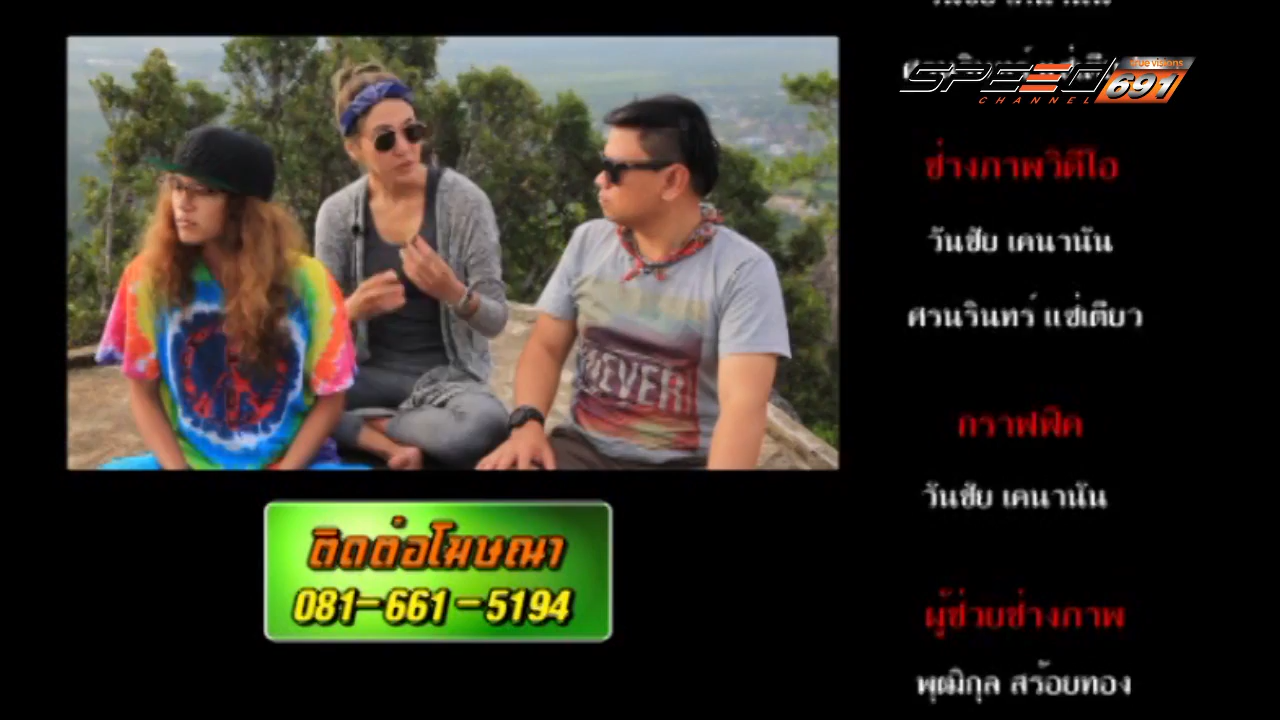 SPEED
CHANNEL
true visions
691
NEVER
ช่างภาพวิดีโอ
วันชัย เคนานัน
ศวนรินทร์ แซ่เตียว
กราฟฟิค
วันชัย เคนานัน
ผู้ช่วยช่างภาพ
พุฒิกุล สร้อยทอง
ติดต่อโฆษณา
081-661-5194